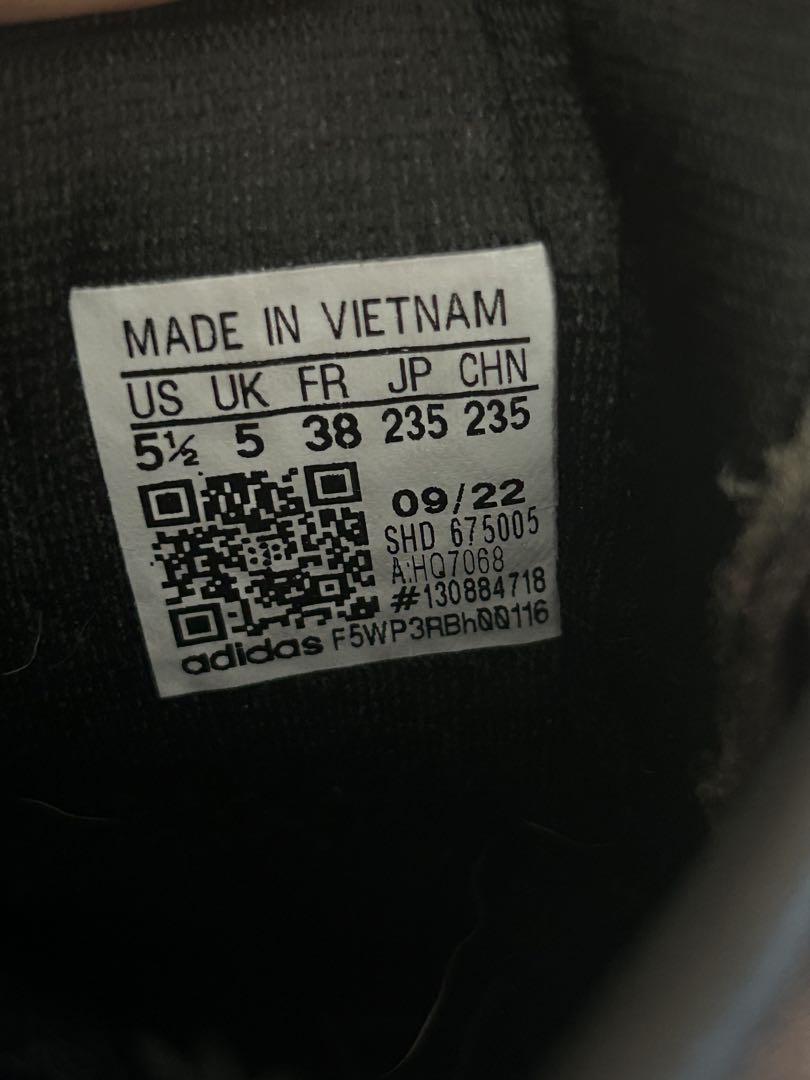 MADE IN VIETNAM
US UK FR JP CHN
5½ 5 38 235 235
09/22
SHD 675005
A:HQ7068
#130884718
adidas F5WP3RBh00116